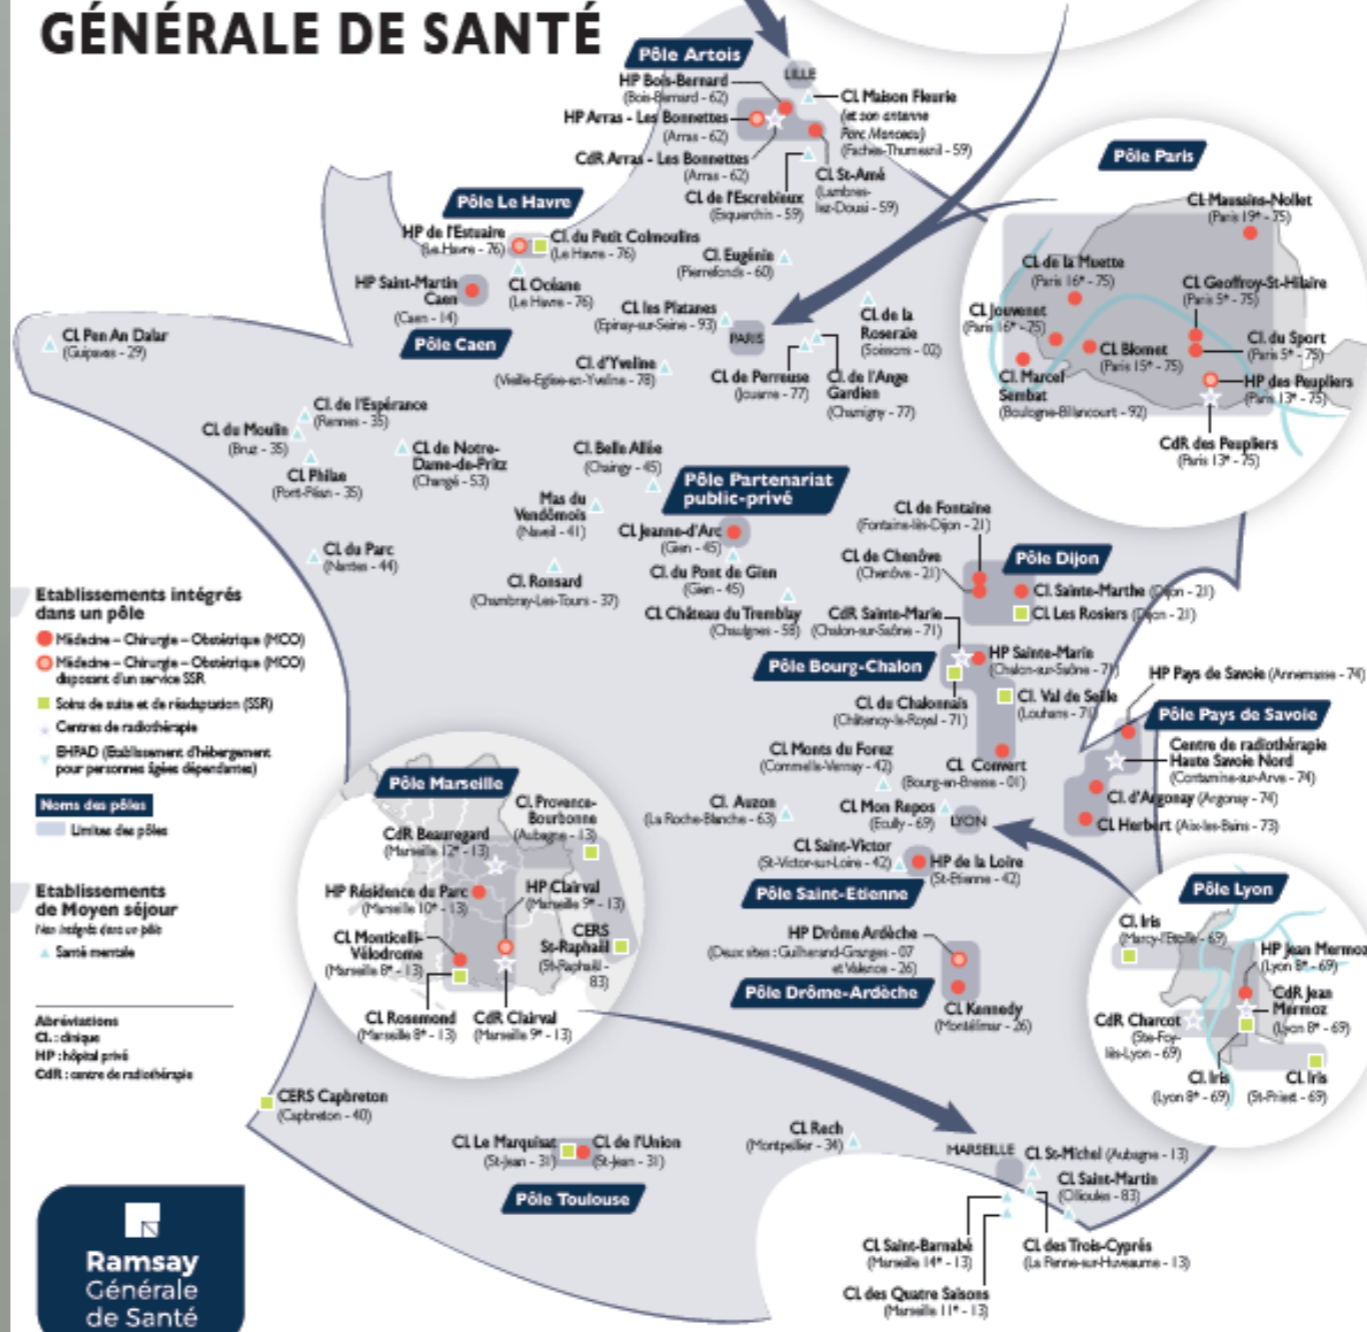 GÉNÉRALE DE SANTÉ
Pôle Artois
LILLE
HP Bois-Bernard
(Bois-Bernard - 62)
HP Arras - Les Bonnettes
(Arras - 62)
CdR Arras - Les Bonnettes
(Arras - 62)
Cl. Maison Fleurie
(et son antenne
Parc Monceau)
(Faches-Thumesnil - 59)
Cl. de l'Escrebieux
(Esquerchin - 59)
Cl. St-Amé
(Lambres-
lez-Douai - 59)
Pôle Le Havre
HP de l'Estuaire
(Le Havre - 76)
Cl. du Petit Colmoulins
(Le Havre - 76)
Cl. Océane
(Le Havre - 76)
HP Saint-Martin
Caen
(Caen - 14)
Pôle Caen
Cl. Eugénie
(Pierrefonds - 60)
Cl. les Platanes
(Epinay-sur-Seine - 93)
PARIS
Cl. de la
Roseraie
(Soissons - 02)
Cl. d'Yveline
(Vieille-Eglise-en-Yveline - 78)
Cl. de Perreuse
(Jouarre - 77)
Cl. de l'Ange
Gardien
(Chamigny - 77)
Pôle Paris
Cl. Maussins-Nollet
(Paris 19e - 75)
Cl. de la Muette
(Paris 16e - 75)
Cl. Geoffroy-St-Hilaire
(Paris 5e - 75)
Cl. Jouvenet
(Paris 16e - 75)
Cl. Blomet
(Paris 15e - 75)
Cl. du Sport
(Paris 5e - 75)
Cl. Marcel
Sembat
(Boulogne-Billancourt - 92)
HP des Peupliers
(Paris 13e - 75)
CdR des Peupliers
(Paris 13e - 75)
Cl. Pen An Dalar
(Guipavas - 29)
Cl. de l'Espérance
(Rennes - 35)
Cl. du Moulin
(Bruz - 35)
Cl. Philae
(Pont-Péan - 35)
Cl. de Notre-
Dame-de-Pritz
(Changé - 53)
Cl. du Parc
(Nantes - 44)
Cl. Belle Allée
(Chaingy - 45)
Mas du
Vendômois
(Naveil - 41)
Cl. Ronsard
(Chambray-Les-Tours - 37)
Pôle Partenariat
public-privé
Cl. Jeanne-d'Arc
(Gien - 45)
Cl. du Pont de Gien
(Gien - 45)
Cl. Château du Tremblay
(Chaulgnes - 58)
Cl. de Fontaine
(Fontaine-lès-Dijon - 21)
Cl. de Chenôve
(Chenôve - 21)
Pôle Dijon
Cl. Sainte-Marthe (Dijon - 21)
Cl. Les Rosiers (Dijon - 21)
CdR Sainte-Marie
(Chalon-sur-Saône - 71)
Pôle Bourg-Chalon
HP Sainte-Marie
(Chalon-sur-Saône - 71)
Cl. du Chalonnais
(Châtenoy-le-Royal - 71)
Cl. Val de Seille
(Louhans - 71)
Cl. Convert
(Bourg-en-Bresse - 01)
HP Pays de Savoie (Annemasse - 74)
Pôle Pays de Savoie
Centre de radiothérapie
Haute Savoie Nord
(Contamine-sur-Arve - 74)
Cl. d'Argonay (Argonay - 74)
Cl. Herbert (Aix-les-Bains - 73)
Cl. Monts du Forez
(Commelle-Vernay - 42)
Cl. Auzon
(La Roche-Blanche - 63)
Cl. Mon Repos
(Ecully - 69)
LYON
Cl. Saint-Victor
(St-Victor-sur-Loire - 42)
HP de la Loire
(St-Etienne - 42)
Pôle Saint-Etienne
HP Drôme Ardèche
(Deux sites : Guilherand-Granges - 07
et Valence - 26)
Pôle Drôme-Ardèche
Cl. Kennedy
(Montélimar - 26)
Pôle Lyon
Cl. Iris
(Marcy-l'Etoile - 69)
HP Jean Mermoz
(Lyon 8e - 69)
CdR Jean
Mermoz
(Lyon 8e - 69)
CdR Charcot
(Ste-Foy-
lès-Lyon - 69)
Cl. Iris
(Lyon 8e - 69)
Cl. Iris
(St-Priest - 69)
Etablissements intégrés
dans un pôle
Médecine – Chirurgie – Obstétrique (MCO)
Médecine – Chirurgie – Obstétrique (MCO)
disposant d'un service SSR
Soins de suite et de réadaptation (SSR)
Centres de radiothérapie
EHPAD (Etablissement d'hébergement
pour personnes âgées dépendantes)
Noms des pôles
Limites des pôles
Etablissements
de Moyen séjour
Non intégrés dans un pôle
Santé mentale
Abréviations
Cl. : clinique
HP : hôpital privé
CdR : centre de radiothérapie
Pôle Marseille
Cl. Provence-
Bourbonne
(Aubagne - 13)
CdR Beauregard
(Marseille 12e - 13)
HP Résidence du Parc
(Marseille 10e - 13)
HP Clairval
(Marseille 9e - 13)
Cl. Monticelli-
Vélodrome
(Marseille 8e - 13)
CERS
St-Raphaël
(St-Raphaël -
83)
Cl. Rosemond
(Marseille 8e - 13)
CdR Clairval
(Marseille 9e - 13)
CERS Capbreton
(Capbreton - 40)
Cl. Le Marquisat
(St-Jean - 31)
Cl. de l'Union
(St-Jean - 31)
Pôle Toulouse
Cl. Rech
(Montpellier - 34)
MARSEILLE
Cl. St-Michel (Aubagne - 13)
Cl. Saint-Martin
(Ollioules - 83)
Cl. Saint-Barnabé
(Marseille 14e - 13)
Cl. des Trois-Cyprés
(La Penne-sur-Huveaume - 13)
Cl. des Quatre Saisons
(Marseille 11e - 13)
Ramsay
Générale
de Santé